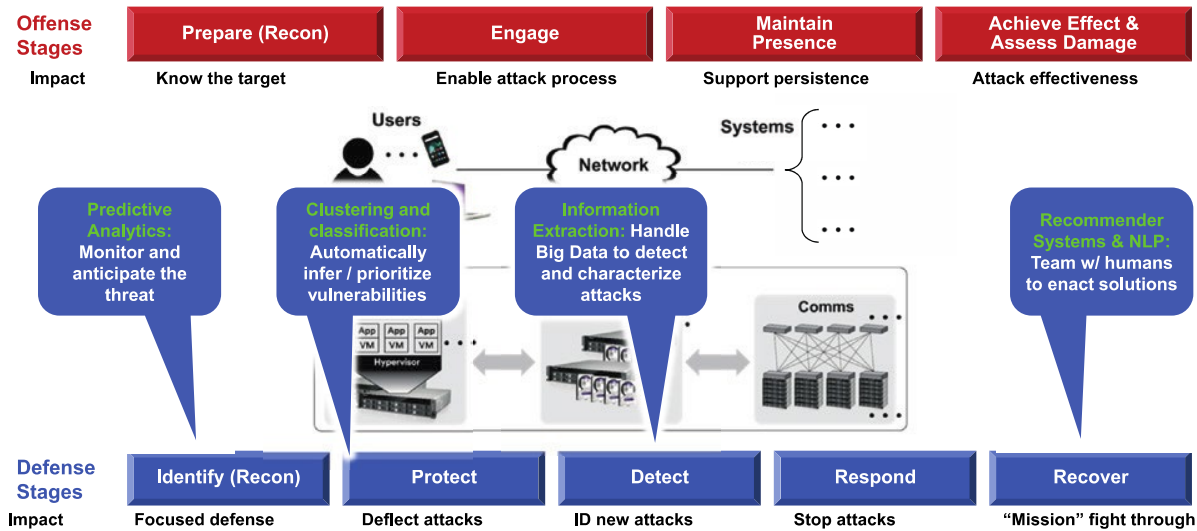 Offense
Stages
Prepare (Recon)
Engage
Maintain
Presence
Achieve Effect &
Assess Damage
Impact
Know the target
Enable attack process
Support persistence
Attack effectiveness
Users
Network
Systems
Predictive
Analytics:
Monitor and
anticipate the
threat
Clustering and
classification:
Automatically
infer / prioritize
vulnerabilities
Information
Extraction: Handle
Big Data to detect
and characterize
attacks
Recommender
Systems & NLP:
Team w/ humans
to enact solutions
App App App
VM VM VM
Hypervisor
Comms
Defense
Stages
Identify (Recon)
Protect
Detect
Respond
Recover
Impact
Focused defense
Deflect attacks
ID new attacks
Stop attacks
“Mission” fight through